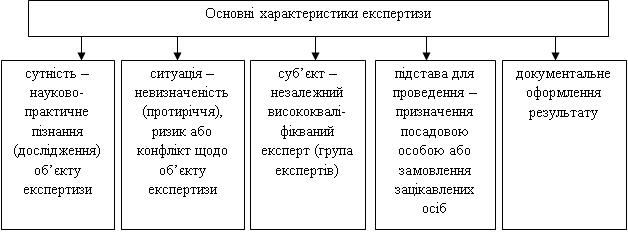 Основні характеристики експертизи
сутність –
науково-
практичне
пізнання
(дослідження)
об’єкту
експертизи
ситуація –
невизначеність
(протиріччя),
ризик або
конфлікт щодо
об’єкту
експертизи
суб’єкт –
незалежний
висококвалі-
фікваний
експерт (група
експертів)
підстава для
проведення –
призначення
посадовою
особою або
замовлення
зацікавлених
осіб
документальне
оформлення
результату